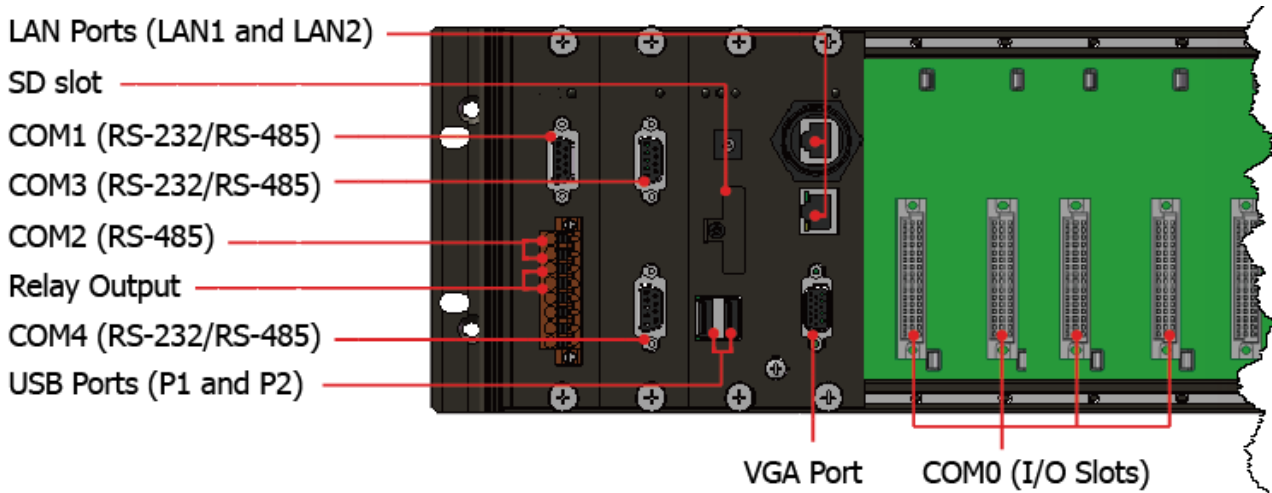 LAN Ports (LAN1 and LAN2)
SD slot
COM1 (RS-232/RS-485)
COM3 (RS-232/RS-485)
COM2 (RS-485)
Relay Output
COM4 (RS-232/RS-485)
USB Ports (P1 and P2)
VGA Port
COM0 (I/O Slots)